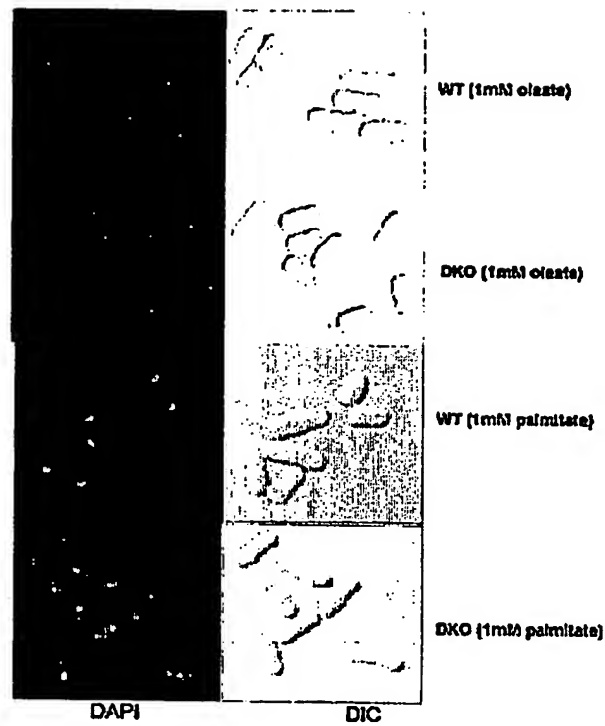 WT (1mM oleate)
DKO (1mM oleate)
WT (1mM palmitate)
DKO (1mM palmitate)
DAPI
DIC